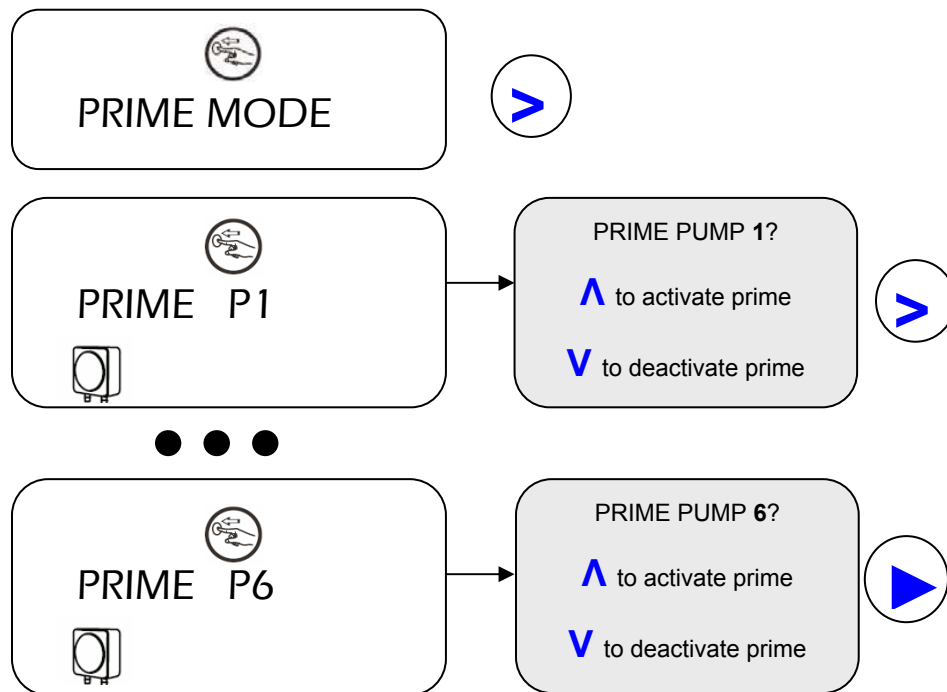 PRIME MODE
>
PRIME P1
PRIME PUMP 1?
Λ to activate prime
V to deactivate prime
>
PRIME P6
PRIME PUMP 6?
Λ to activate prime
V to deactivate prime